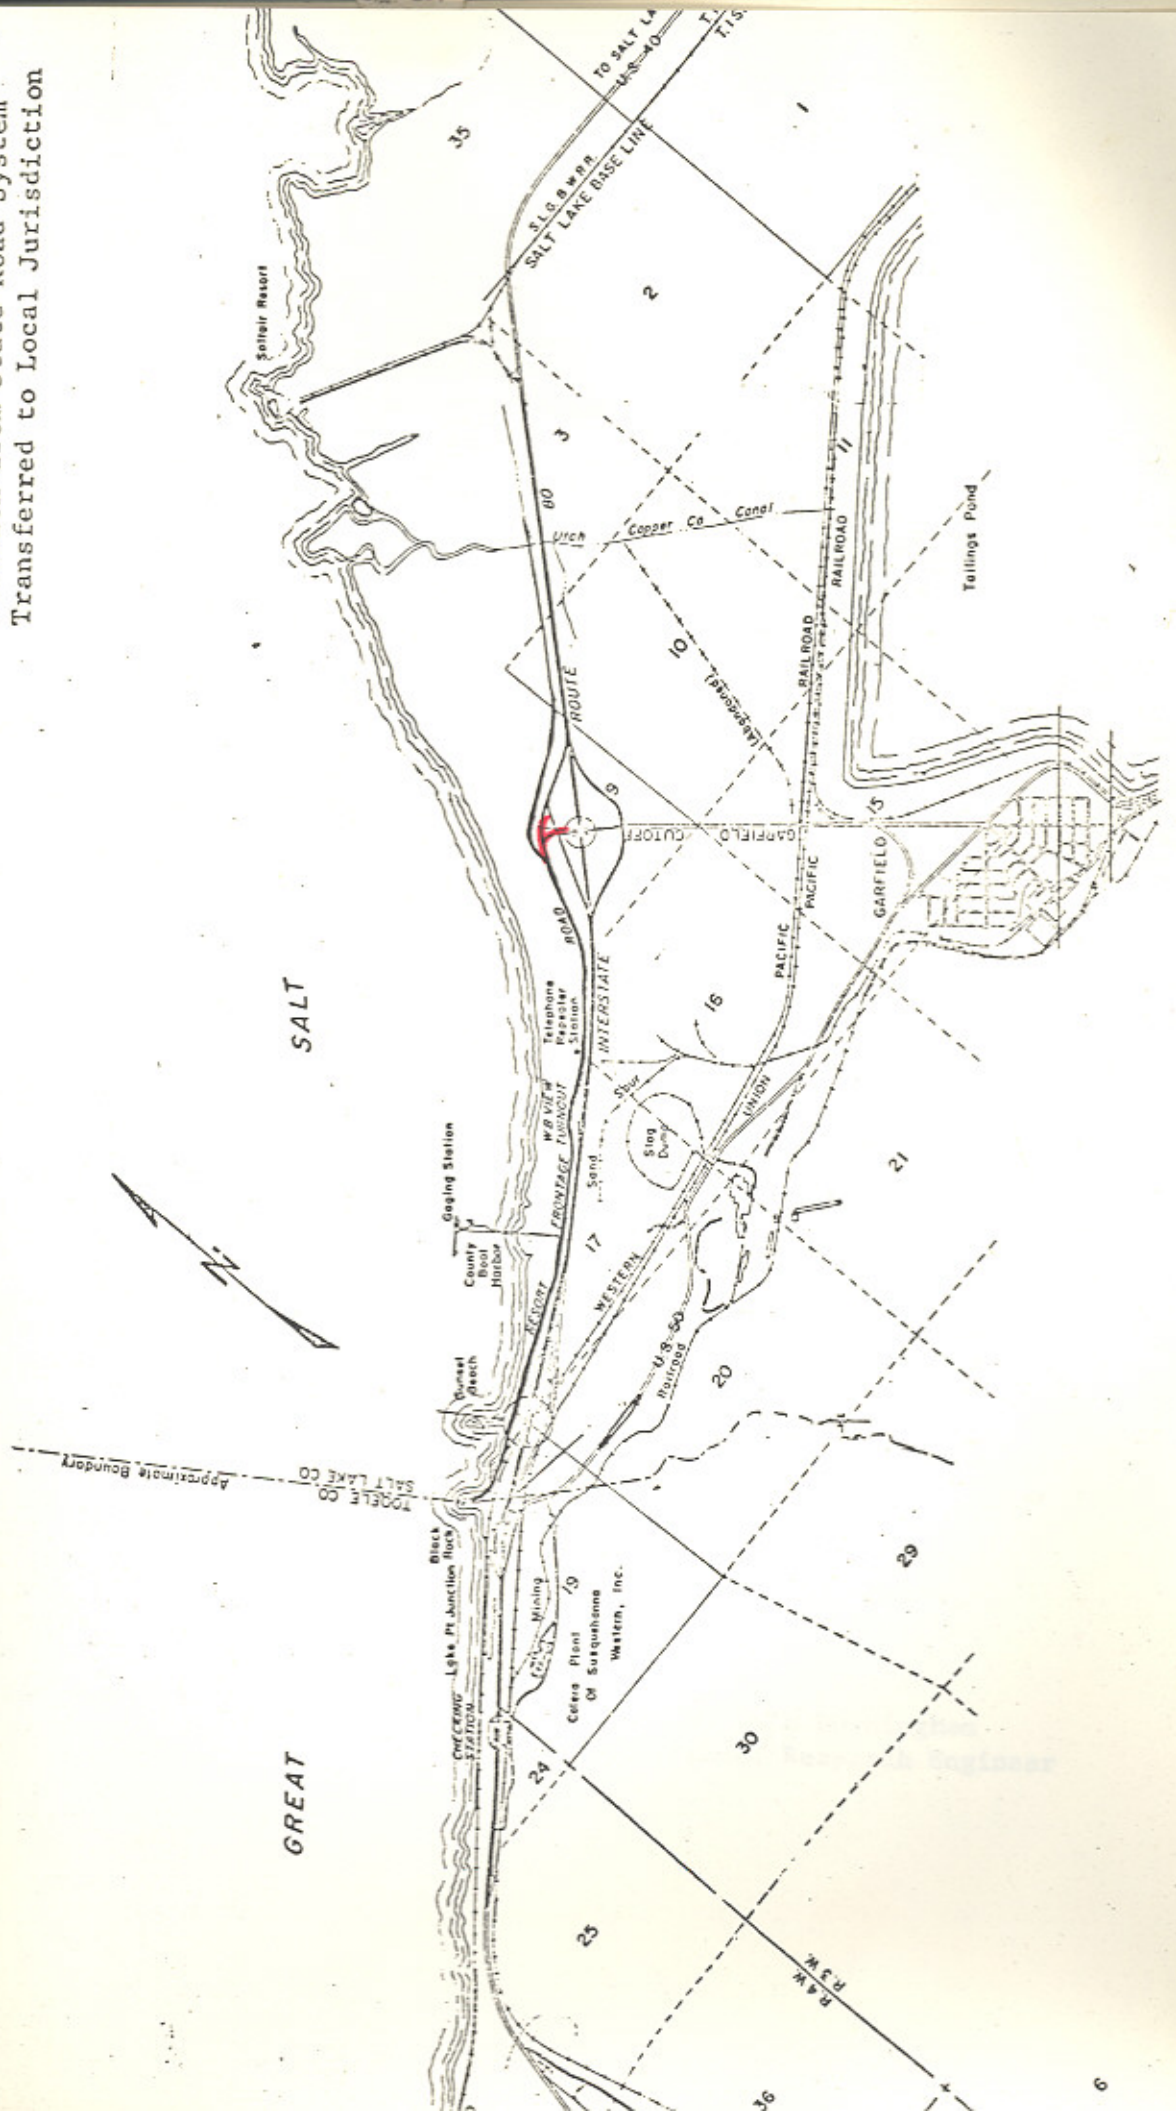 Transferred to Local Jurisdiction
GREAT
SALT
35
Saltair Resort
TO SALT LA
U.S. 40
T.1S.
S.L.G. & W.R.R.
SALT LAKE BASE LINE
1
2
3
80
Utah Copper Co Canal
11
RAILROAD
Tailings Pond
10
(Abandoned)
RAILROAD
ROUTE
9
GARFIELD
CUTOFF
15
GARFIELD
PACIFIC
PACIFIC
ROAD
INTERSTATE
16
Telephone
Repeater
Station
WB VIEW
TURNOUT
Spur
Sand
Slag
Dump
UNION
21
Gaging Station
County
Boat
Harbor
FRONTAGE
17
WESTERN
RESORT
U.S. 50
Railroad
20
Sunset
Beach
Approximate Boundary
SALT LAKE CO
TOOELE CO
Black
Rock
Lake Pt Junction
29
Mining
19
Of Susquehanna
Western, Inc.
CHECKING
STATION
Canal
24
30
25
R. 4 W.
R. 3 W.
36
6
N
Engineer